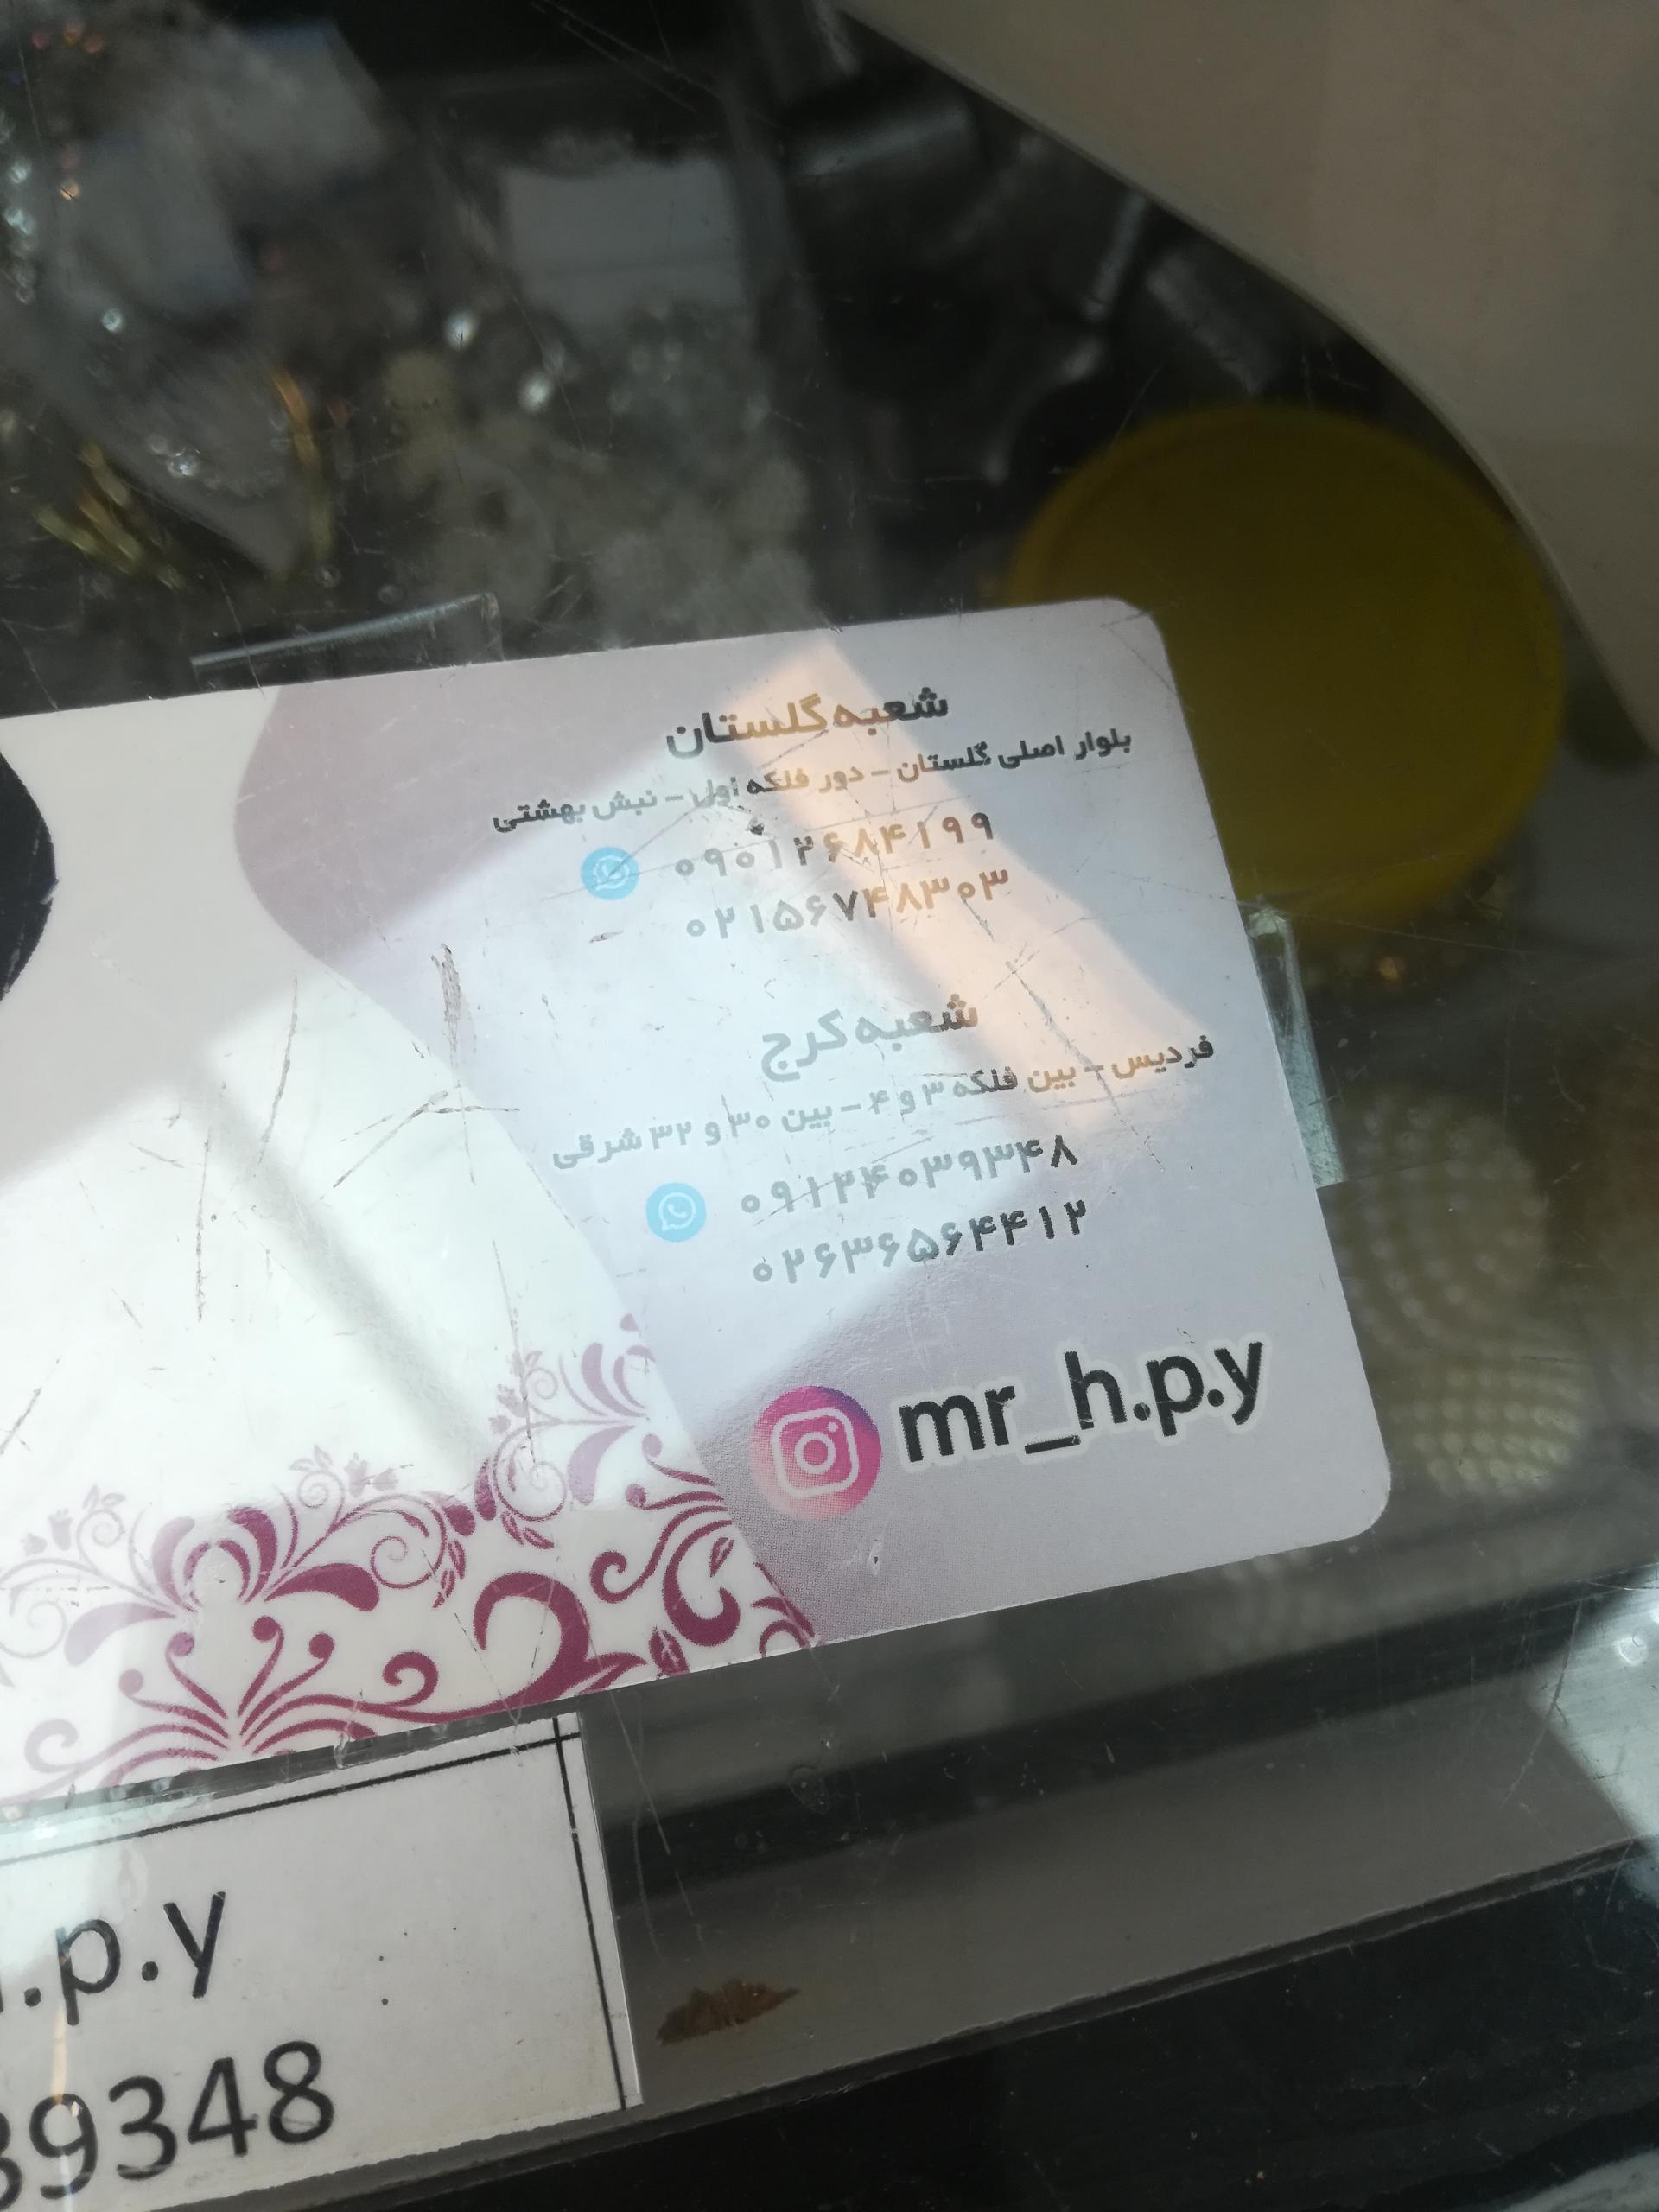 شعبه گلستان
بلوار اصلی گلستان - دور فلکه اول - نبش بهشتی
۰۹۰۱۲۶۸۴۱۹۹
۰۲۱۵۶۷۴۸۳۰۳
شعبه کرج
فردیس - بین فلکه ۳ و ۴ - بین ۳۰ و ۳۲ شرقی
۰۹۱۲۴۰۳۹۳۴۸
۰۲۶۳۶۵۶۴۴۱۲
mr_h.p.y
.p.y
39348